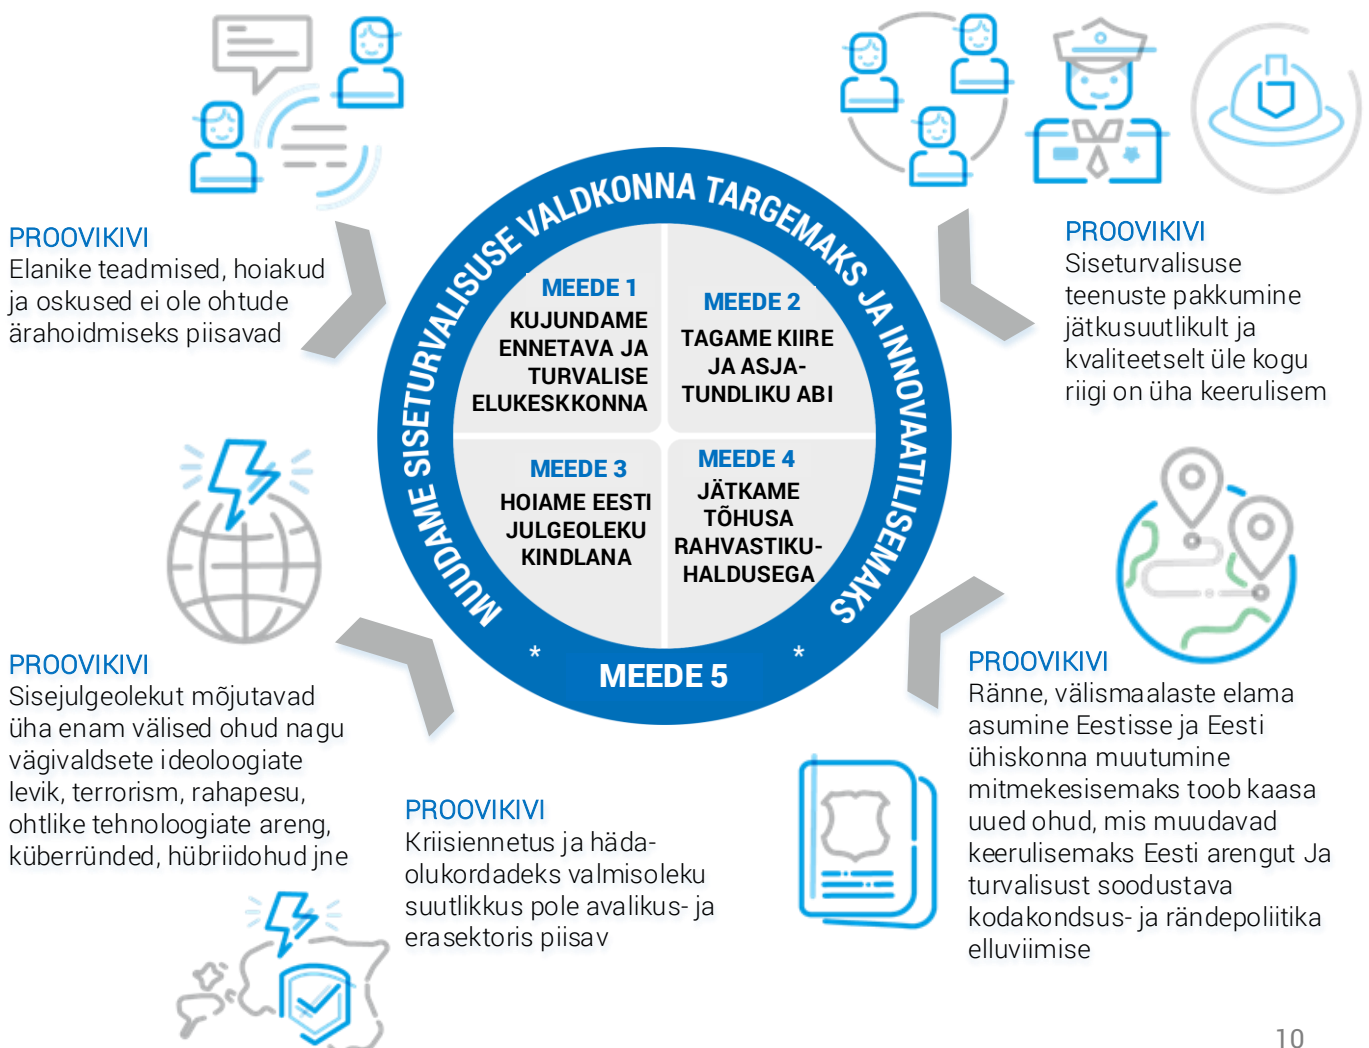 PROOVIKIVI
Elanike teadmised, hoiakud
ja oskused ei ole ohtude
ärahoidmiseks piisavad
PROOVIKIVI
Siseturvalisuse
teenuste pakkumine
jätkusuutlikult ja
kvaliteetselt üle kogu
riigi on üha keerulisem
MUUDAME SISETURVALISUSE VALDKONNA TARGEMAKS JA INNOVAATILISEMAKS
MEEDE 1
KUJUNDAME
ENNETAVA JA
TURVALISE
ELUKESKKONNA
MEEDE 2
TAGAME KIIRE
JA ASJA-
TUNDLIKU ABI
MEEDE 3
HOIAME EESTI
JULGEOLEKU
KINDLANA
MEEDE 4
JÄTKAME
TÕHUSA
RAHVASTIKU-
HALDUSEGA
* MEEDE 5 *
PROOVIKIVI
Sisejulgeolekut mõjutavad
üha enam välised ohud nagu
vägivaldsete ideoloogiate
levik, terrorism, rahapesu,
ohtlike tehnoloogiate areng,
küberründed, hübriidohud jne
PROOVIKIVI
Kriisiennetus ja häda-
olukordadeks valmisoleku
suutlikkus pole avalikus- ja
erasektoris piisav
PROOVIKIVI
Ränne, välismaalaste elama
asumine Eestisse ja Eesti
ühiskonna muutumine
mitmekesisemaks toob kaasa
uued ohud, mis muudavad
keerulisemaks Eesti arengut Ja
turvalisust soodustava
kodakondsus- ja rändepoliitika
elluviimise
10